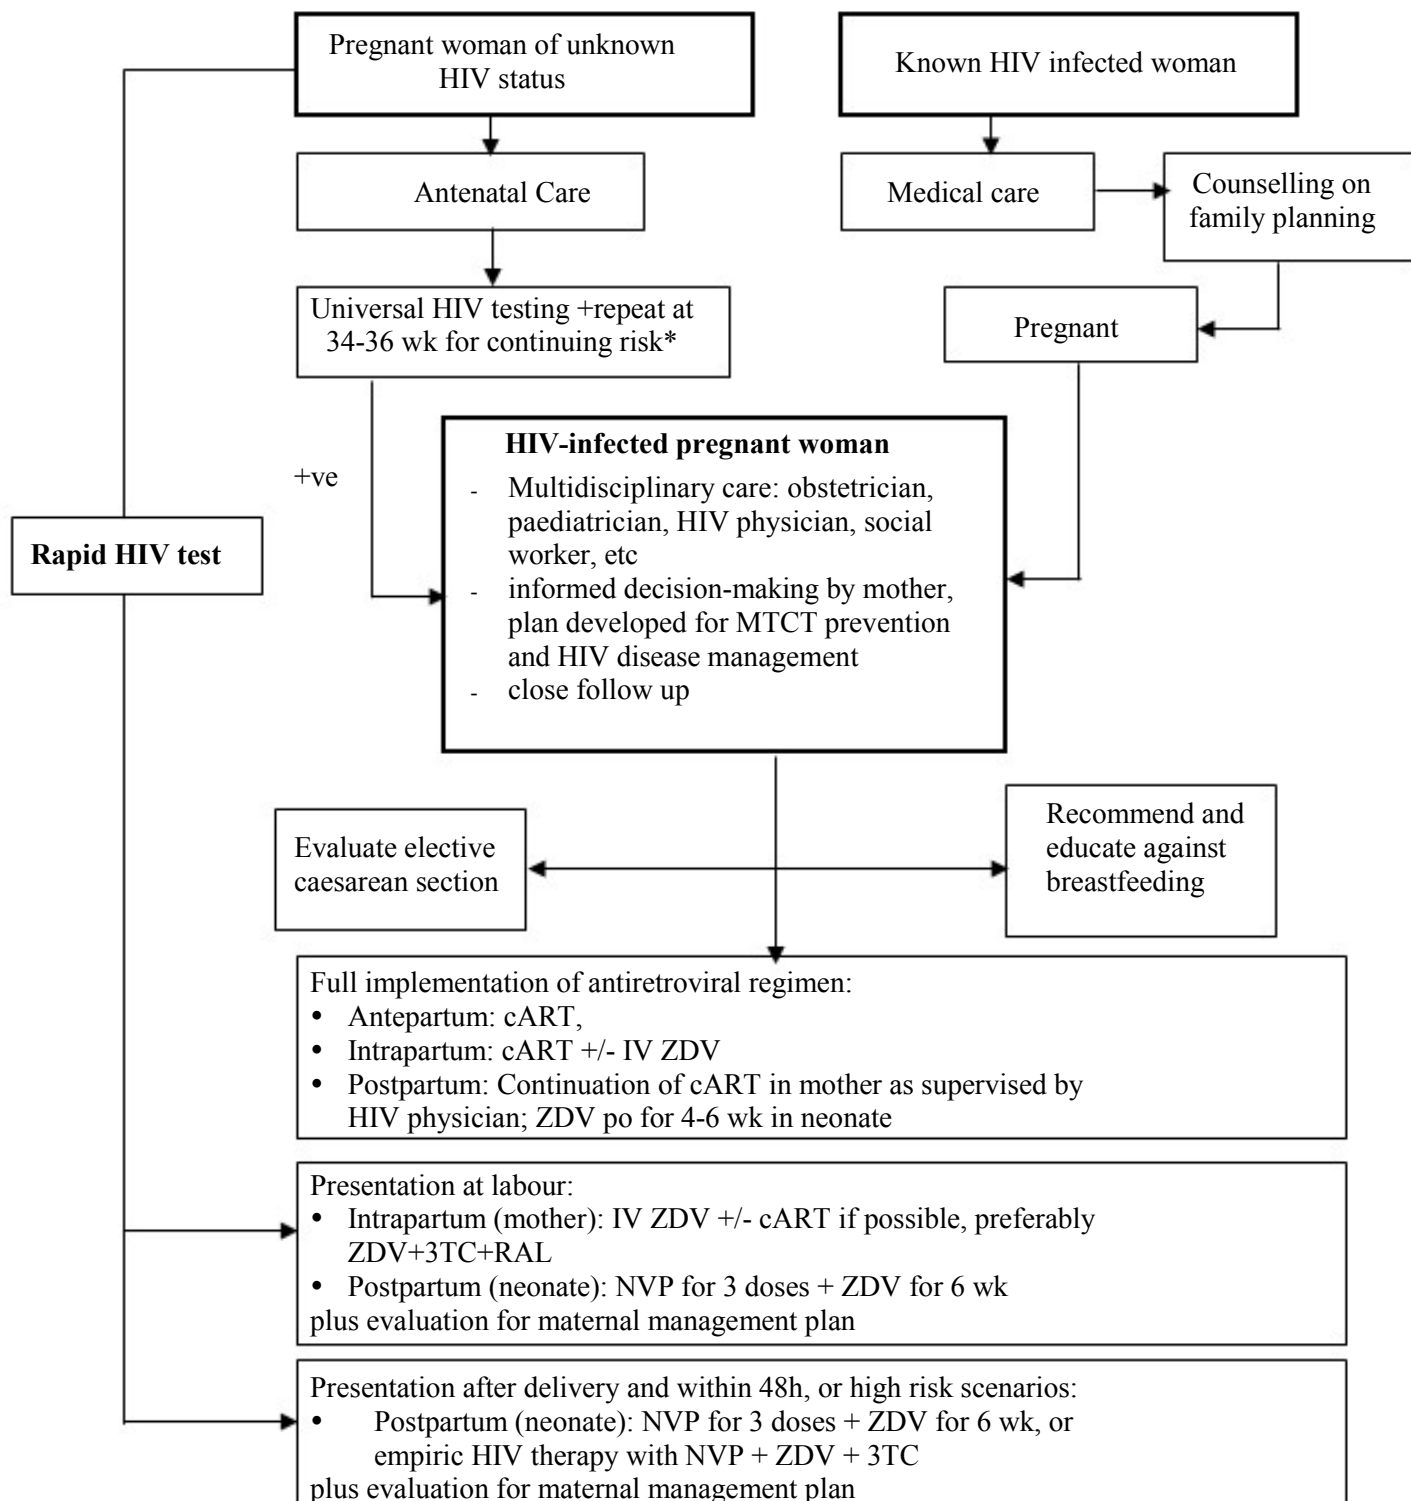 Pregnant woman of unknown
HIV status
Known HIV infected woman
Antenatal Care
Medical care
Counselling on
family planning
Universal HIV testing +repeat at
34-36 wk for continuing risk*
Pregnant
+ve
Rapid HIV test
HIV-infected pregnant woman
- Multidisciplinary care: obstetrician,
paediatrician, HIV physician, social
worker, etc
- informed decision-making by mother,
plan developed for MTCT prevention
and HIV disease management
- close follow up
Evaluate elective
caesarean section
Recommend and
educate against
breastfeeding
Full implementation of antiretroviral regimen:
• Antepartum: cART,
• Intrapartum: cART +/- IV ZDV
• Postpartum: Continuation of cART in mother as supervised by
HIV physician; ZDV po for 4-6 wk in neonate
Presentation at labour:
• Intrapartum (mother): IV ZDV +/- cART if possible, preferably
ZDV+3TC+RAL
• Postpartum (neonate): NVP for 3 doses + ZDV for 6 wk
plus evaluation for maternal management plan
Presentation after delivery and within 48h, or high risk scenarios:
• Postpartum (neonate): NVP for 3 doses + ZDV for 6 wk, or
empiric HIV therapy with NVP + ZDV + 3TC
plus evaluation for maternal management plan